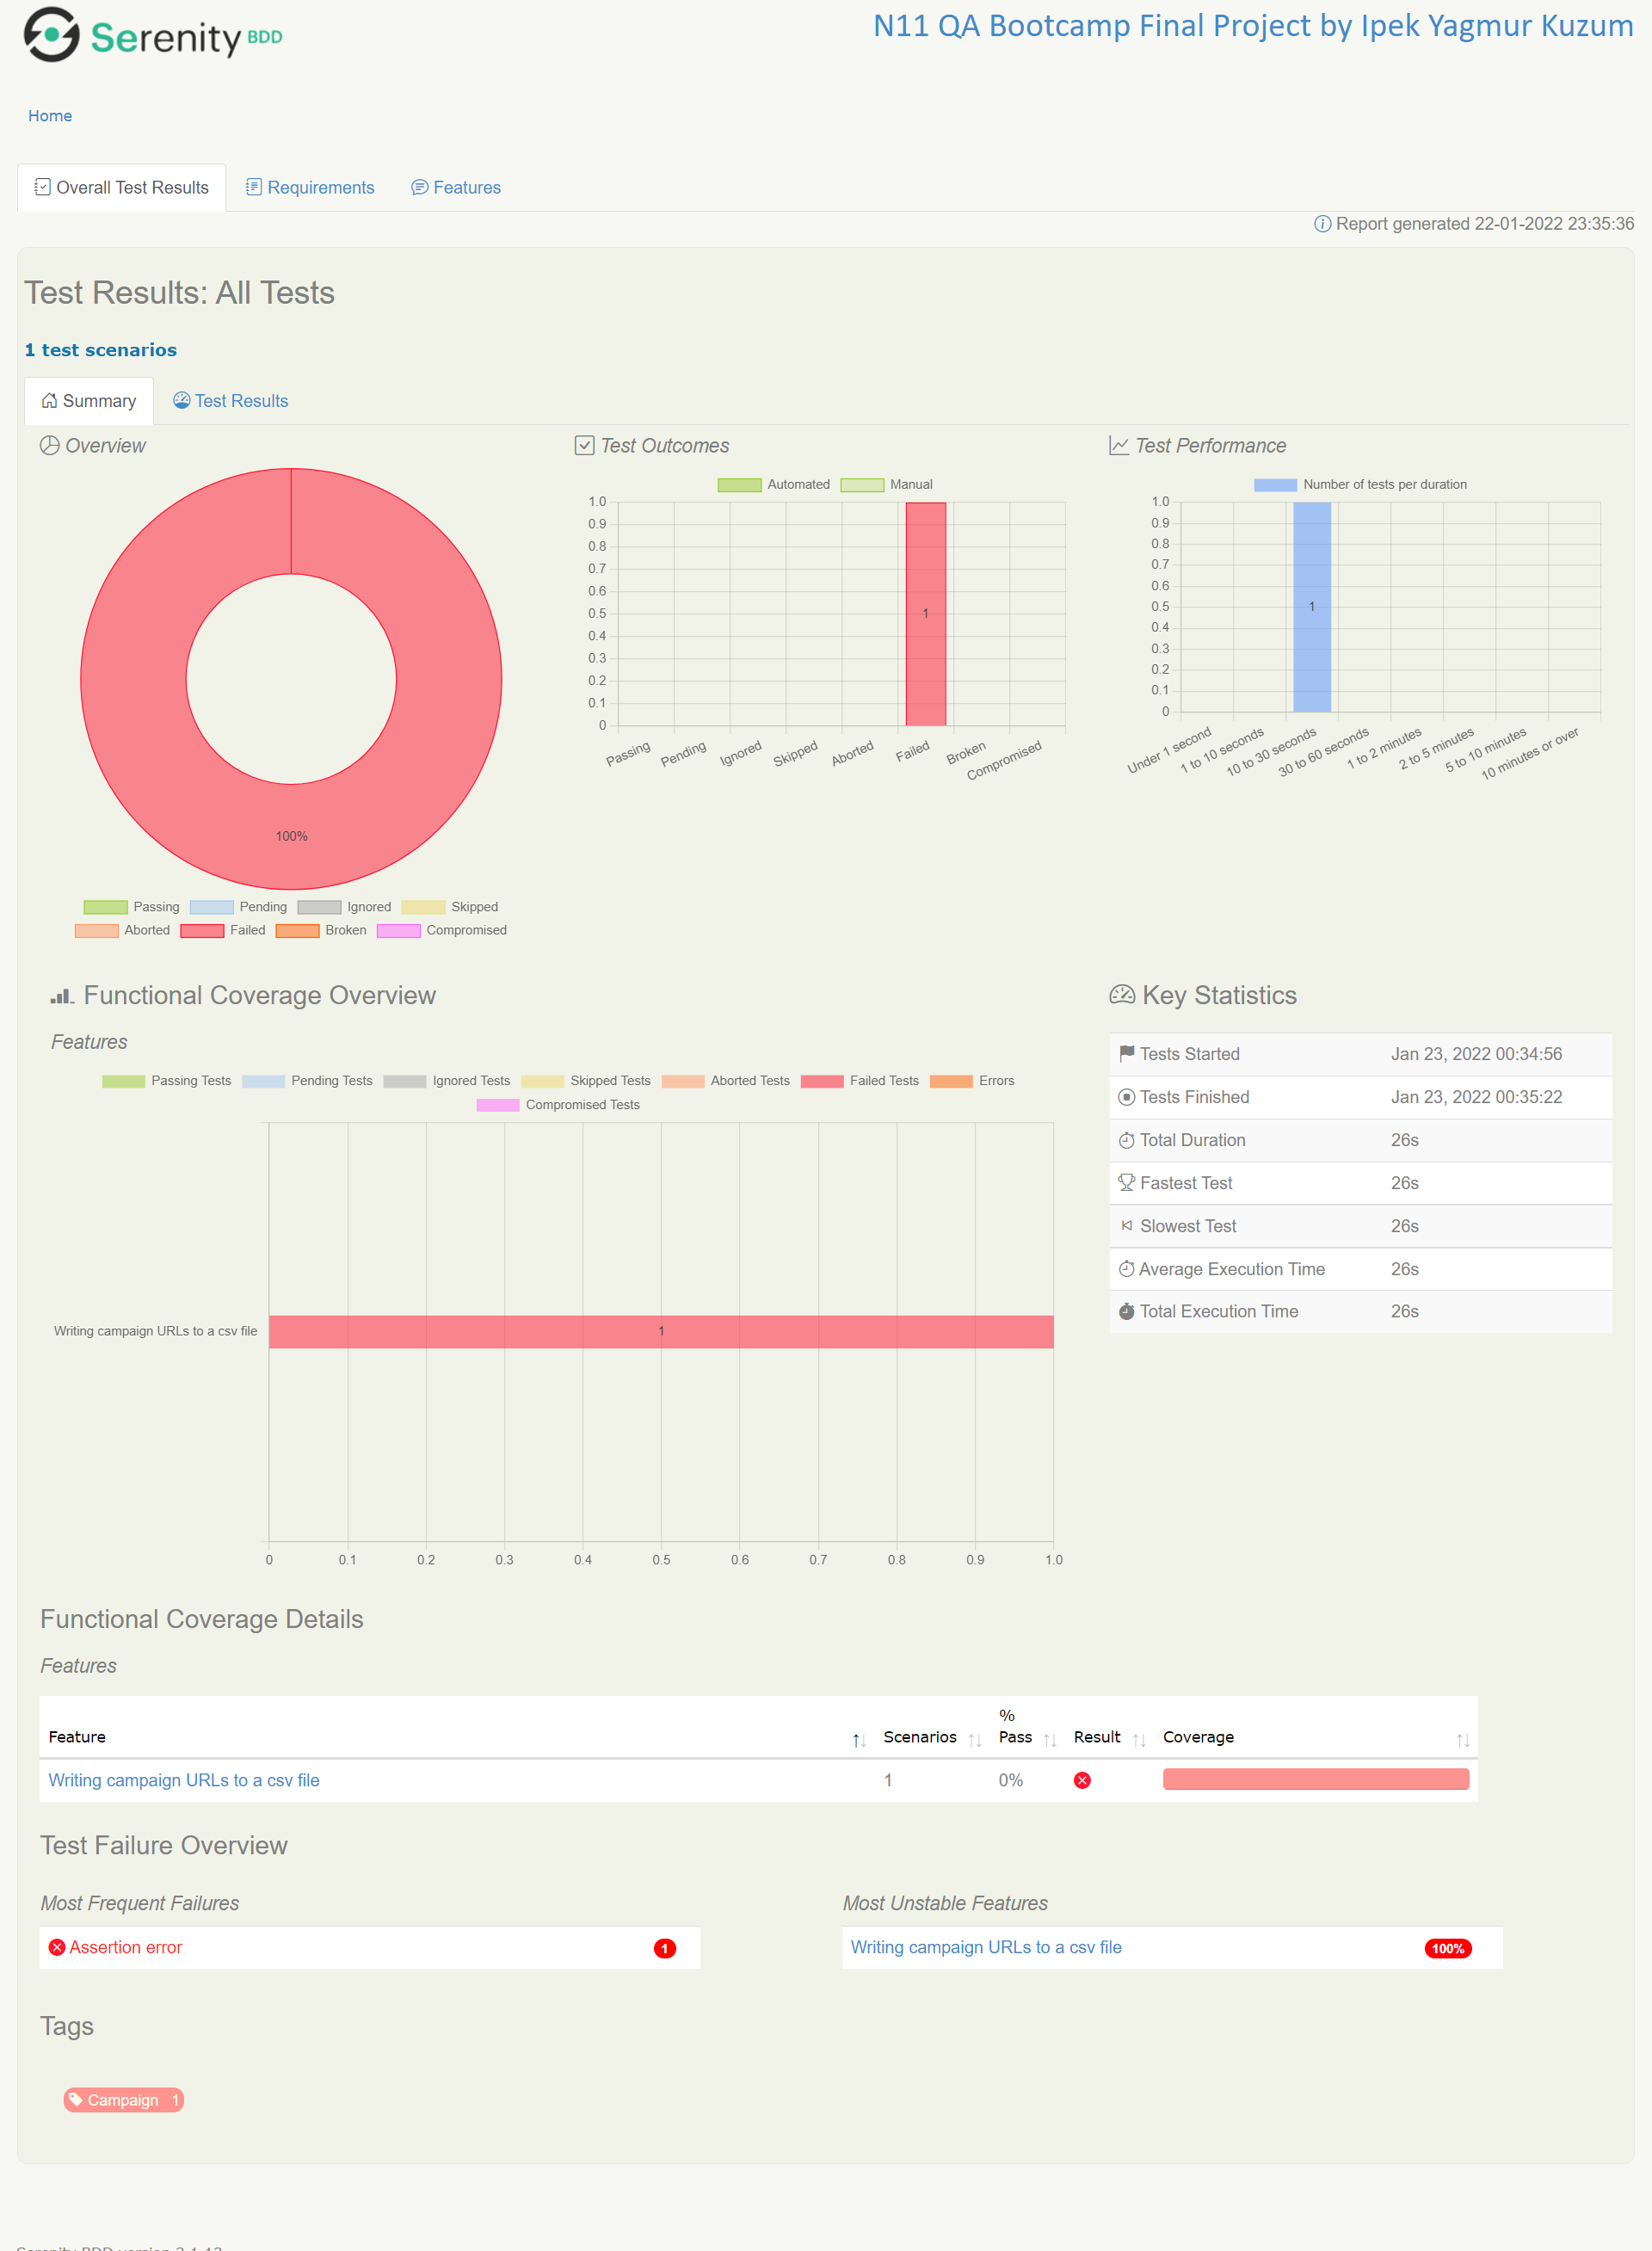 Serenity BDD
N11 QA Bootcamp Final Project by Ipek Yagmur Kuzum
Home
Overall Test Results
Requirements
Features
Report generated 22-01-2022 23:35:36
Test Results: All Tests
1 test scenarios
Summary
Test Results
Overview
100%
Passing Pending Ignored Skipped
Aborted Failed Broken Compromised
Test Outcomes
Automated Manual
1.0
0.9
0.8
0.7
0.6
0.5
0.4
0.3
0.2
0.1
0
1
Passing Pending Ignored Skipped Aborted Failed Broken Compromised
Test Performance
Number of tests per duration
1.0
0.9
0.8
0.7
0.6
0.5
0.4
0.3
0.2
0.1
0
1
Under 1 second 1 to 10 seconds 10 to 30 seconds 30 to 60 seconds 1 to 2 minutes 2 to 5 minutes 5 to 10 minutes 10 minutes or over
Functional Coverage Overview
Features
Passing Tests Pending Tests Ignored Tests Skipped Tests Aborted Tests Failed Tests Errors
Compromised Tests
Writing campaign URLs to a csv file
1
0 0.1 0.2 0.3 0.4 0.5 0.6 0.7 0.8 0.9 1.0
Key Statistics
Tests Started Jan 23, 2022 00:34:56
Tests Finished Jan 23, 2022 00:35:22
Total Duration 26s
Fastest Test 26s
Slowest Test 26s
Average Execution Time 26s
Total Execution Time 26s
Functional Coverage Details
Features
Feature Scenarios % Pass Result Coverage
Writing campaign URLs to a csv file 1 0%
Test Failure Overview
Most Frequent Failures
Assertion error 1
Most Unstable Features
Writing campaign URLs to a csv file 100%
Tags
Campaign 1